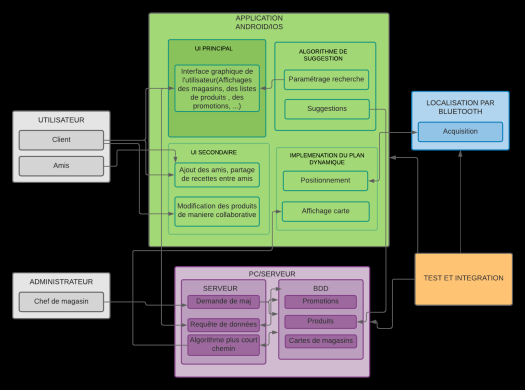 APPLICATION
ANDROID/IOS
UI PRINCIPAL
Interface graphique de
l'utilisateur(Affichages
des magasins, des listes
de produits , des
promotions, ...)
ALGORITHME DE
SUGGESTION
Paramétrage recherche
Suggestions
UTILISATEUR
Client
Amis
LOCALISATION PAR
BLUETOOTH
Acquisition
UI SECONDAIRE
Ajout des amis, partage
de recettes entre amis
Modification des produits
de maniere collaborative
IMPLEMENATION DU PLAN
DYNAMIQUE
Positionnement
Affichage carte
ADMINISTRATEUR
Chef de magasin
PC/SERVEUR
SERVEUR
Demande de maj
Requête de données
Algorithme plus court
chemin
BDD
Promotions
Produits
Cartes de magasins
TEST ET INTEGRATION